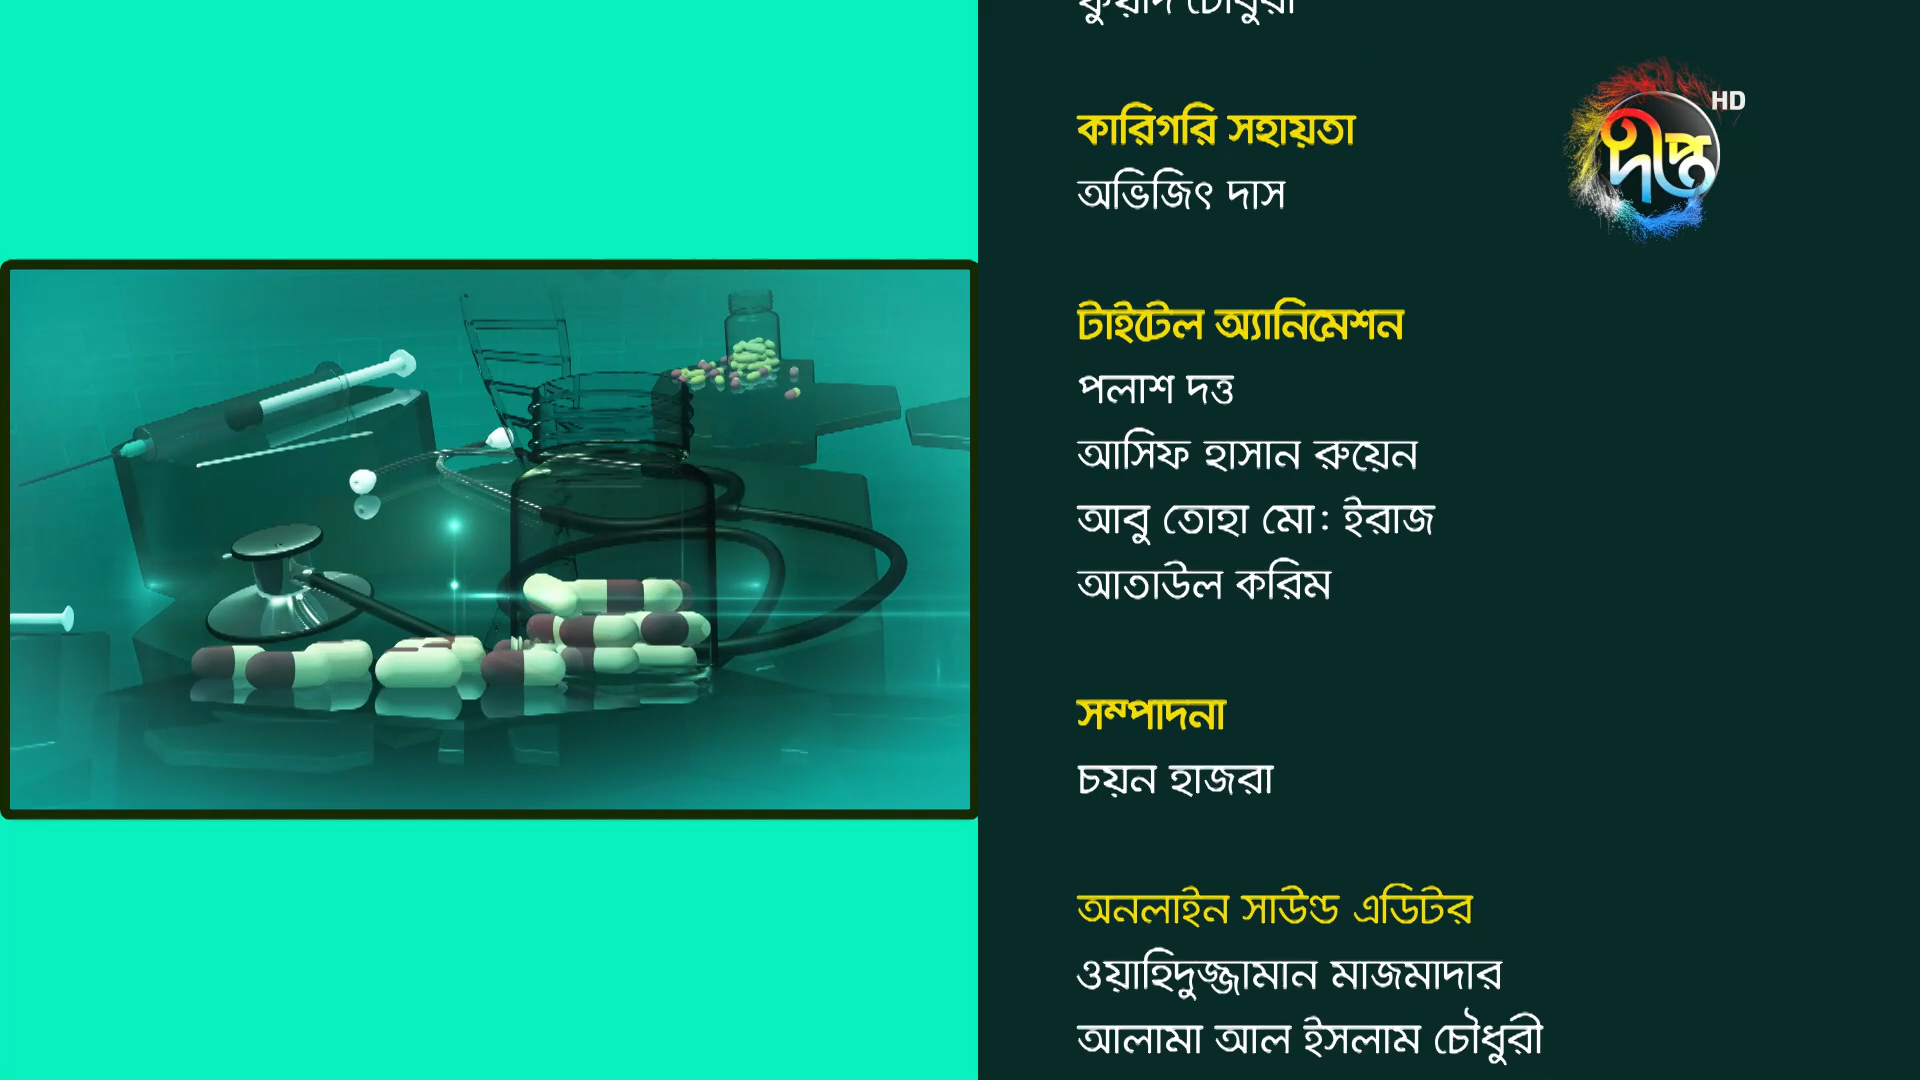 ফুয়াদ চৌধুরী
কারিগরি সহায়তা
অভিজিৎ দাস
টাইটেল অ্যানিমেশন
পলাশ দত্ত
আসিফ হাসান রুয়েন
আবু তোহা মো: ইরাজ
আতাউল করিম
সম্পাদনা
চয়ন হাজরা
অনলাইন সাউন্ড এডিটর
ওয়াহিদুজ্জামান মাজমাদার
আলামা আল ইসলাম চৌধুরী
দীপ্ত
HD